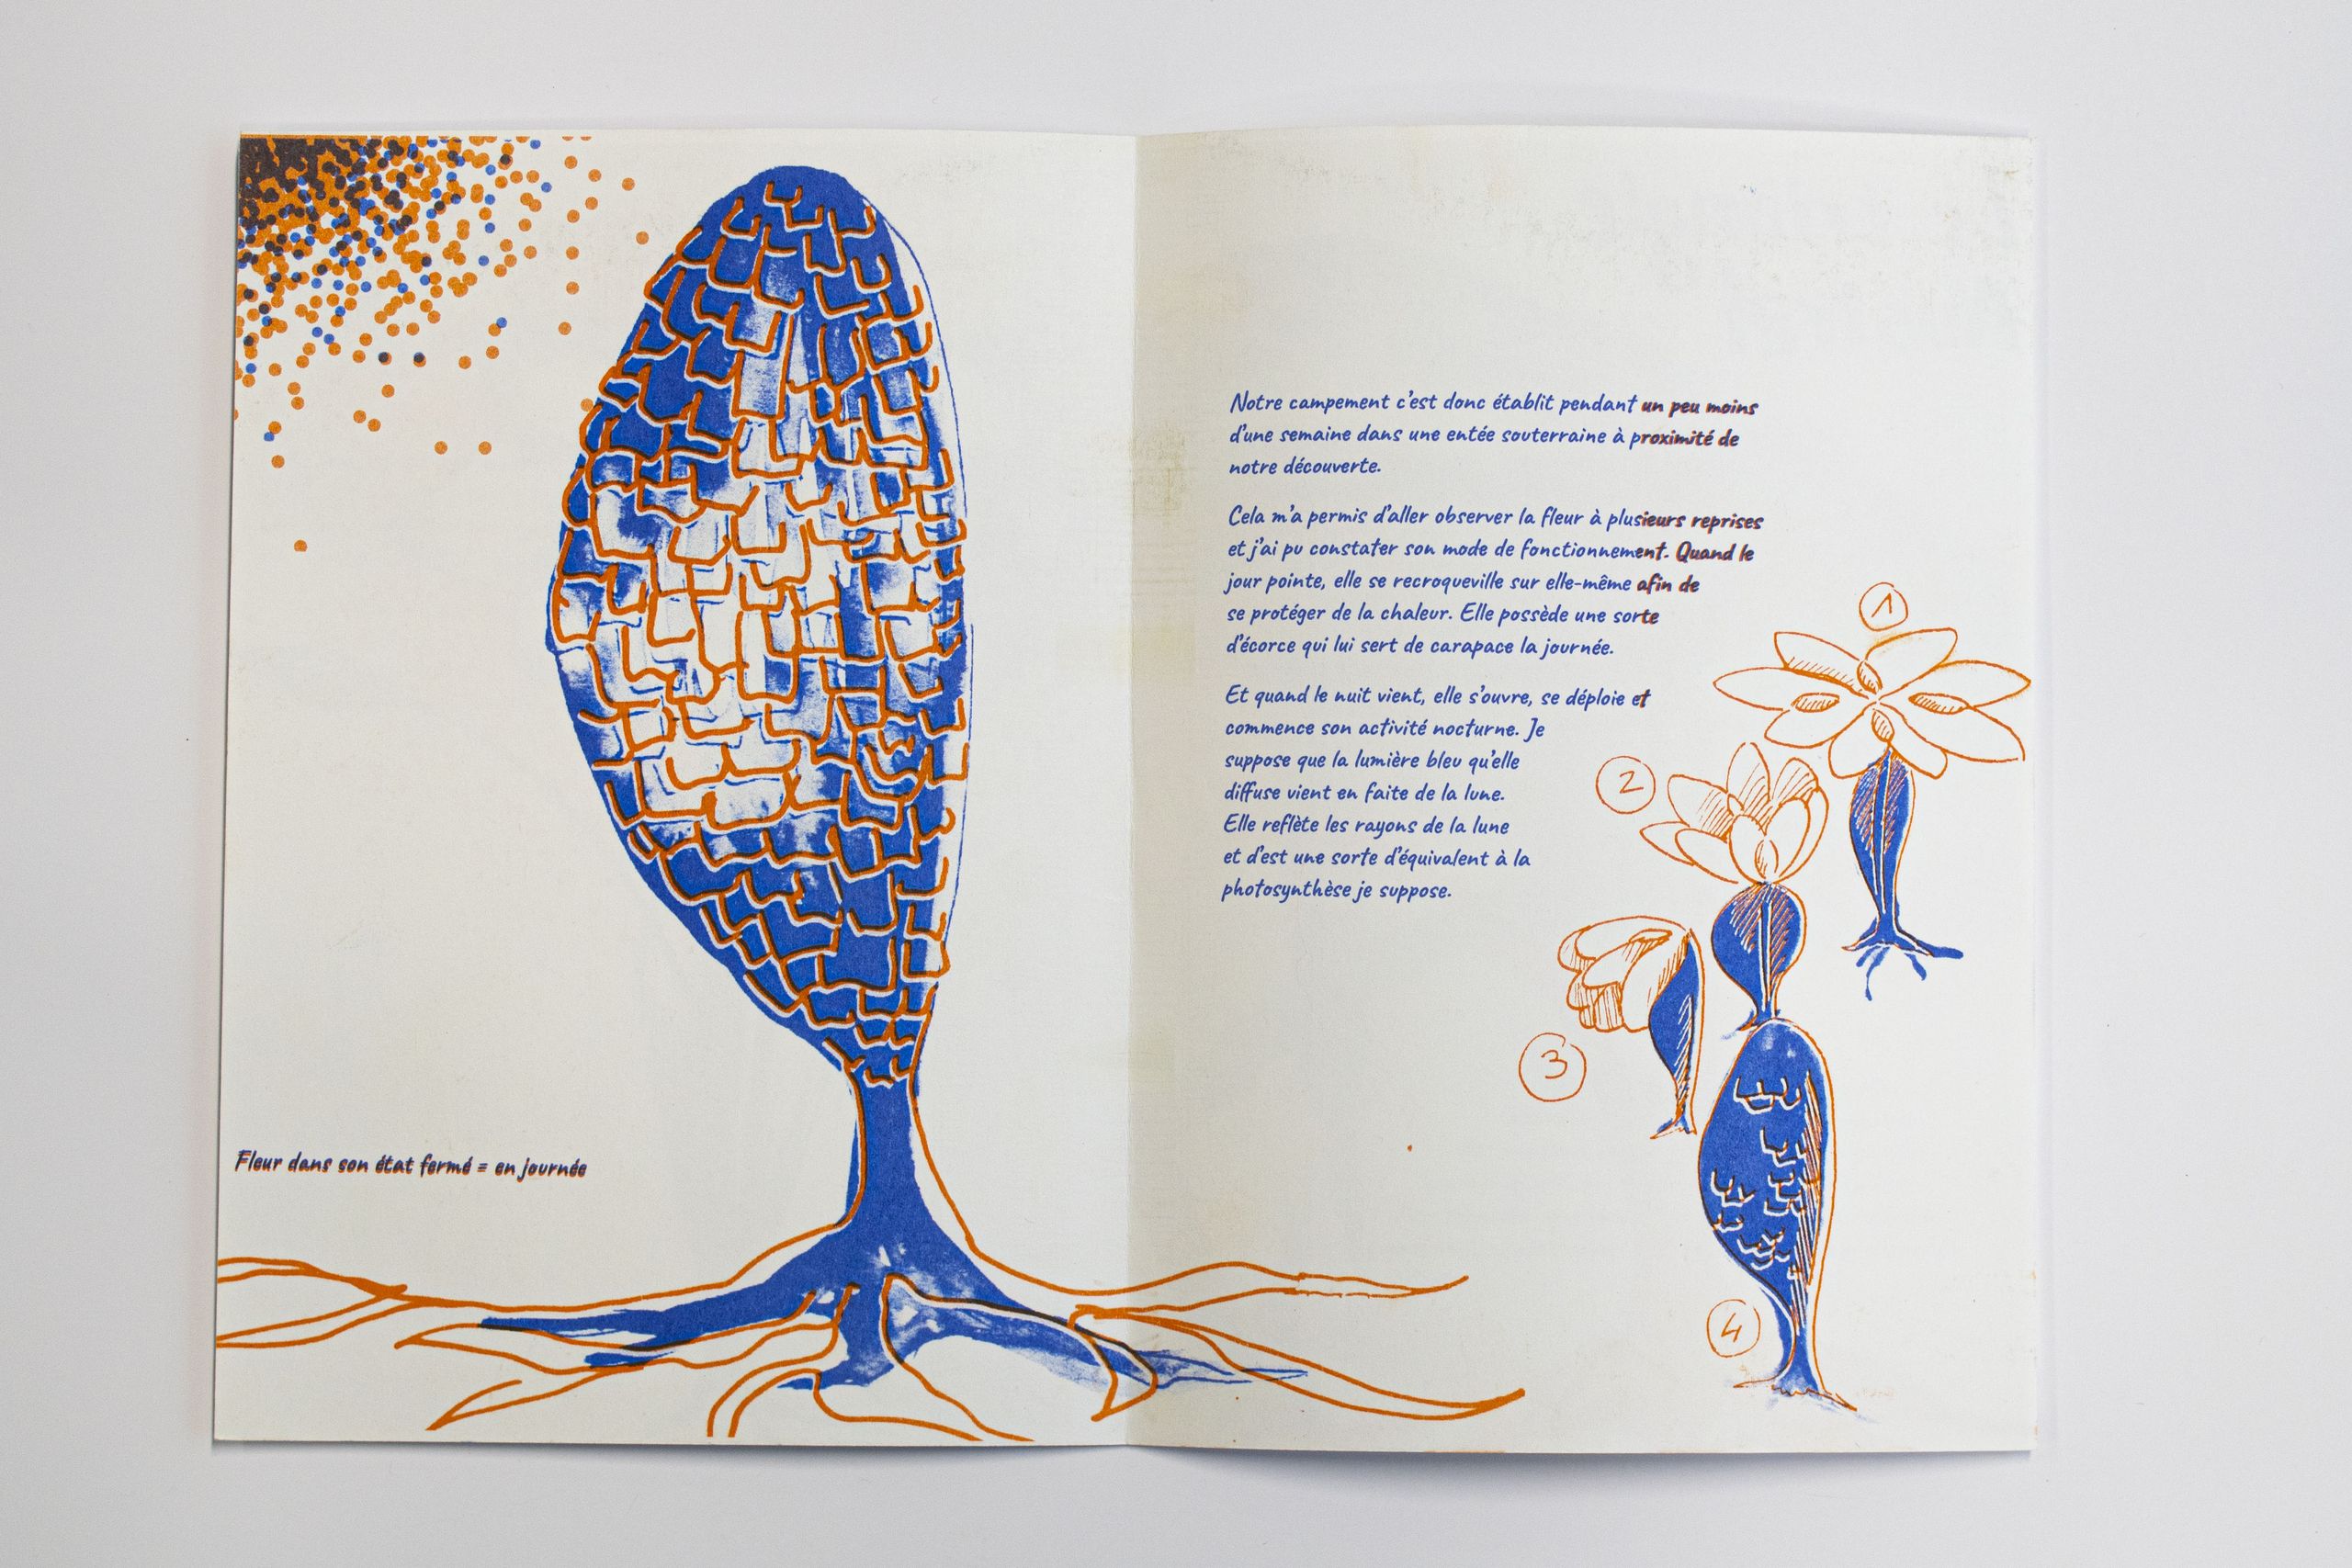 Fleur dans son état fermé = en journée
Notre campement c'est donc établit pendant un peu moins
d'une semaine dans une entée souterraine à proximité de
notre découverte.
Cela m'a permis d'aller observer la fleur à plusieurs reprises
et j'ai pu constater son mode de fonctionnement. Quand le
jour pointe, elle se recroqueville sur elle-même afin de
se protéger de la chaleur. Elle possède une sorte
d'écorce qui lui sert de carapace la journée.
Et quand le nuit vient, elle s'ouvre, se déploie et
commence son activité nocturne. Je
suppose que la lumière bleu qu'elle
diffuse vient en faite de la lune.
Elle reflète les rayons de la lune
et d'est une sorte d'équivalent à la
photosynthèse je suppose.
1
2
3
4